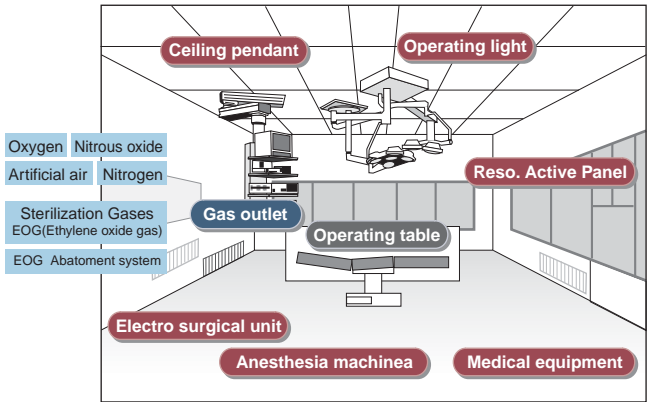 Ceiling pendant
Operating light
Oxygen
Nitrous oxide
Artificial air
Nitrogen
Reso. Active Panel
Sterilization Gases
EOG(Ethylene oxide gas)
Gas outlet
Operating table
EOG Abatoment system
Electro surgical unit
Anesthesia machinea
Medical equipment